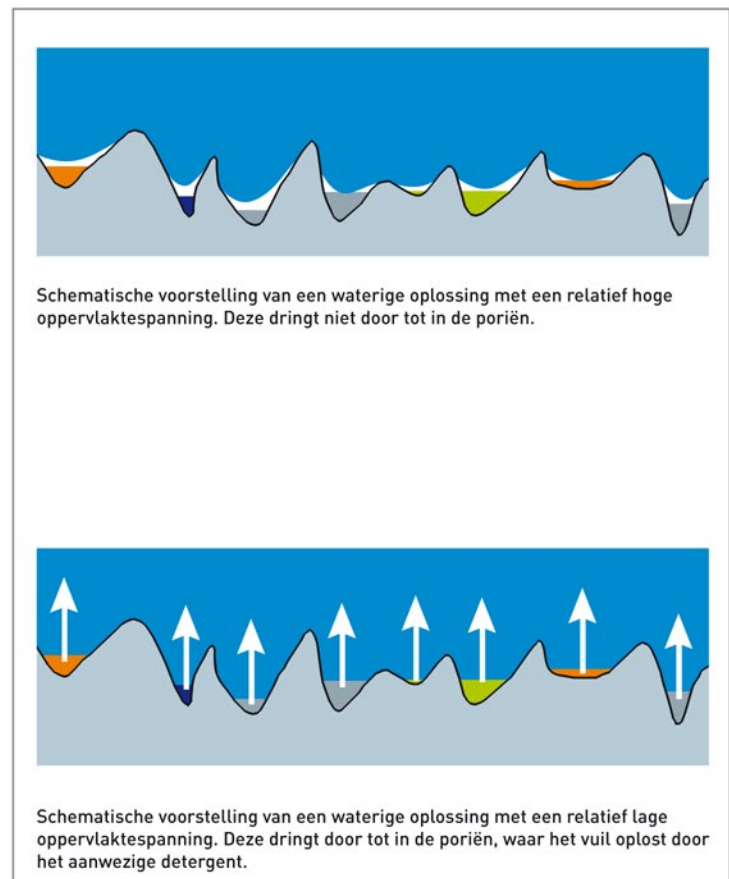 Schematische voorstelling van een waterige oplossing met een relatief hoge
oppervlaktespanning. Deze dringt niet door tot in de poriën.
Schematische voorstelling van een waterige oplossing met een relatief lage
oppervlaktespanning. Deze dringt door tot in de poriën, waar het vuil oplost door
het aanwezige detergent.